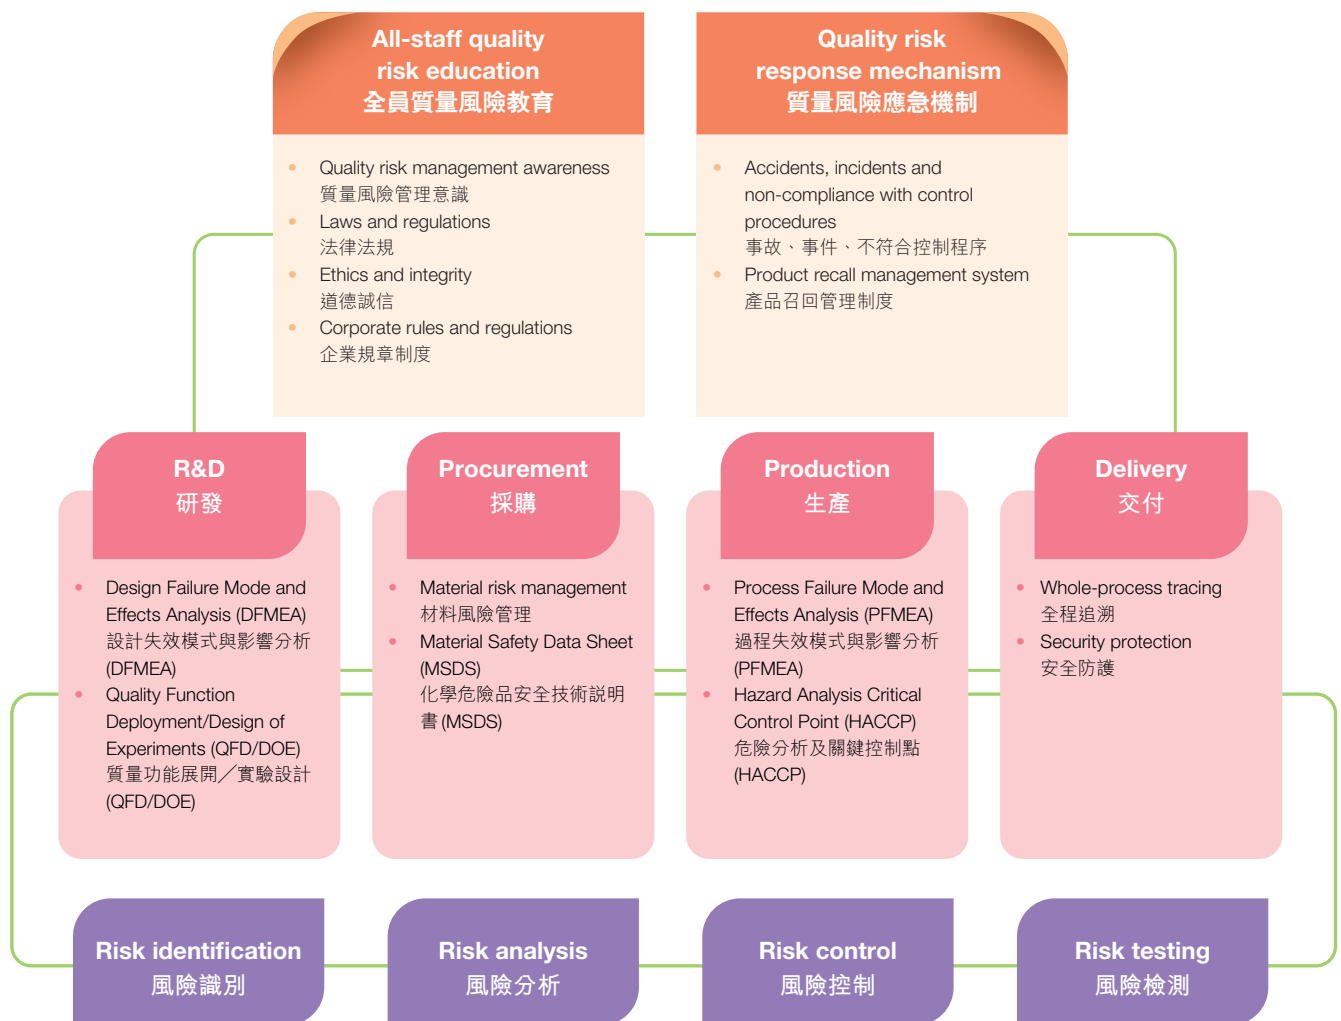 All-staff quality
risk education
全員質量風險教育
• Quality risk management awareness
質量風險管理意識
• Laws and regulations
法律法規
• Ethics and integrity
道德誠信
• Corporate rules and regulations
企業規章制度
Quality risk
response mechanism
質量風險應急機制
• Accidents, incidents and
non-compliance with control
procedures
事故、事件、不符合控制程序
• Product recall management system
產品召回管理制度
R&D
研發
• Design Failure Mode and
Effects Analysis (DFMEA)
設計失效模式與影響分析
(DFMEA)
• Quality Function
Deployment/Design of
Experiments (QFD/DOE)
質量功能展開╱實驗設計
(QFD/DOE)
Procurement
採購
• Material risk management
材料風險管理
• Material Safety Data Sheet
(MSDS)
化學危險品安全技術説明
書(MSDS)
Production
生產
• Process Failure Mode and
Effects Analysis (PFMEA)
過程失效模式與影響分析
(PFMEA)
• Hazard Analysis Critical
Control Point (HACCP)
危險分析及關鍵控制點
(HACCP)
Delivery
交付
• Whole-process tracing
全程追溯
• Security protection
安全防護
Risk identification
風險識別
Risk analysis
風險分析
Risk control
風險控制
Risk testing
風險檢測